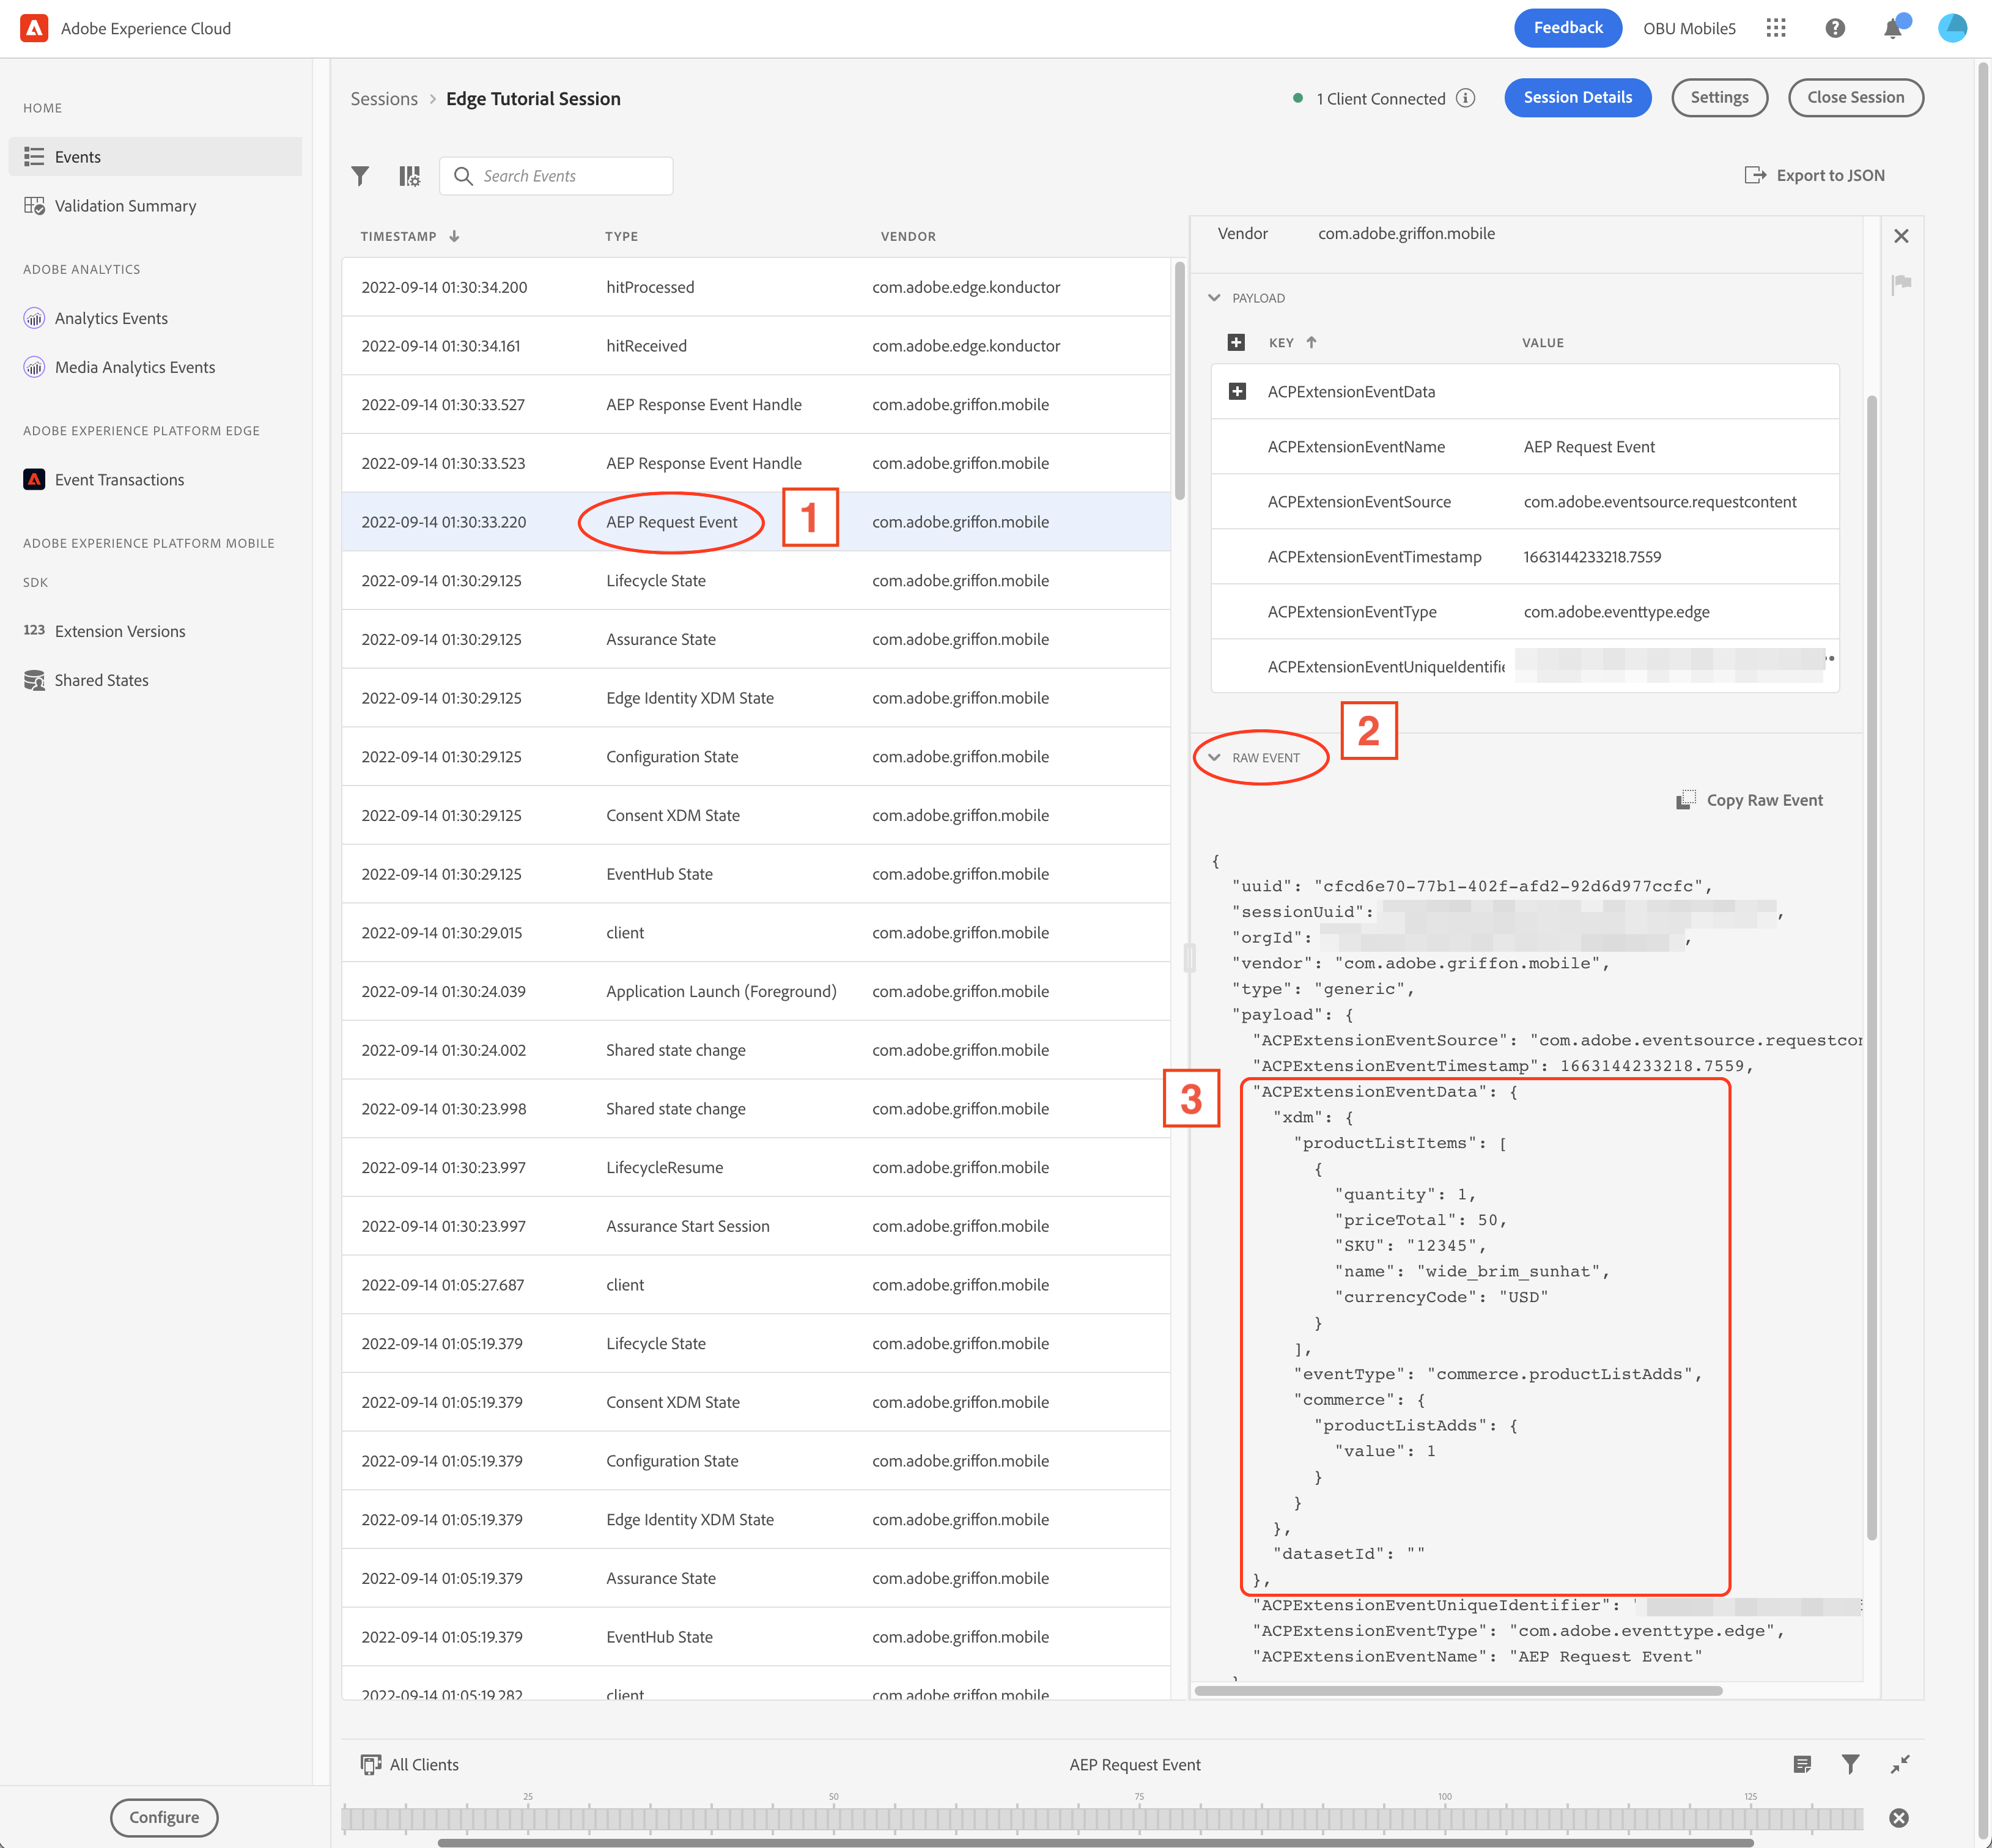 Adobe Experience Cloud
Feedback
OBU Mobile5
HOME
Events
Validation Summary
ADOBE ANALYTICS
Analytics Events
Media Analytics Events
ADOBE EXPERIENCE PLATFORM EDGE
Event Transactions
ADOBE EXPERIENCE PLATFORM MOBILE
SDK
123 Extension Versions
Shared States
Configure
Sessions > Edge Tutorial Session
1 Client Connected
Session Details
Settings
Close Session
Search Events
Export to JSON
TIMESTAMP TYPE VENDOR
2022-09-14 01:30:34.200 hitProcessed com.adobe.edge.konductor
2022-09-14 01:30:34.161 hitReceived com.adobe.edge.konductor
2022-09-14 01:30:33.527 AEP Response Event Handle com.adobe.griffon.mobile
2022-09-14 01:30:33.523 AEP Response Event Handle com.adobe.griffon.mobile
2022-09-14 01:30:33.220 AEP Request Event 1 com.adobe.griffon.mobile
2022-09-14 01:30:29.125 Lifecycle State com.adobe.griffon.mobile
2022-09-14 01:30:29.125 Assurance State com.adobe.griffon.mobile
2022-09-14 01:30:29.125 Edge Identity XDM State com.adobe.griffon.mobile
2022-09-14 01:30:29.125 Configuration State com.adobe.griffon.mobile
2022-09-14 01:30:29.125 Consent XDM State com.adobe.griffon.mobile
2022-09-14 01:30:29.125 EventHub State com.adobe.griffon.mobile
2022-09-14 01:30:29.015 client com.adobe.griffon.mobile
2022-09-14 01:30:24.039 Application Launch (Foreground) com.adobe.griffon.mobile
2022-09-14 01:30:24.002 Shared state change com.adobe.griffon.mobile
2022-09-14 01:30:23.998 Shared state change com.adobe.griffon.mobile
2022-09-14 01:30:23.997 LifecycleResume com.adobe.griffon.mobile
2022-09-14 01:30:23.997 Assurance Start Session com.adobe.griffon.mobile
2022-09-14 01:05:27.687 client com.adobe.griffon.mobile
2022-09-14 01:05:19.379 Lifecycle State com.adobe.griffon.mobile
2022-09-14 01:05:19.379 Consent XDM State com.adobe.griffon.mobile
2022-09-14 01:05:19.379 Configuration State com.adobe.griffon.mobile
2022-09-14 01:05:19.379 Edge Identity XDM State com.adobe.griffon.mobile
2022-09-14 01:05:19.379 Assurance State com.adobe.griffon.mobile
2022-09-14 01:05:19.379 EventHub State com.adobe.griffon.mobile
2022-09-14 01:05:19.282 client com.adobe.griffon.mobile
Vendor com.adobe.griffon.mobile
PAYLOAD
KEY VALUE
ACPExtensionEventData
ACPExtensionEventName AEP Request Event
ACPExtensionEventSource com.adobe.eventsource.requestcontent
ACPExtensionEventTimestamp 1663144233218.7559
ACPExtensionEventType com.adobe.eventtype.edge
ACPExtensionEventUniqueIdentifie
2
RAW EVENT
Copy Raw Event
{
"uuid": "cfcd6e70-77b1-402f-afd2-92d6d977ccfc",
"sessionUuid": ,
"orgId": ,
"vendor": "com.adobe.griffon.mobile",
"type": "generic",
"payload": {
"ACPExtensionEventSource": "com.adobe.eventsource.requestcon
"ACPExtensionEventTimestamp": 1663144233218.7559,
3
"ACPExtensionEventData": {
"xdm": {
"productListItems": [
{
"quantity": 1,
"priceTotal": 50,
"SKU": "12345",
"name": "wide_brim_sunhat",
"currencyCode": "USD"
}
],
"eventType": "commerce.productListAdds",
"commerce": {
"productListAdds": {
"value": 1
}
}
},
"datasetId": ""
},
"ACPExtensionEventUniqueIdentifier": "
"ACPExtensionEventType": "com.adobe.eventtype.edge",
"ACPExtensionEventName": "AEP Request Event"
All Clients
AEP Request Event
25 50 75 100 125